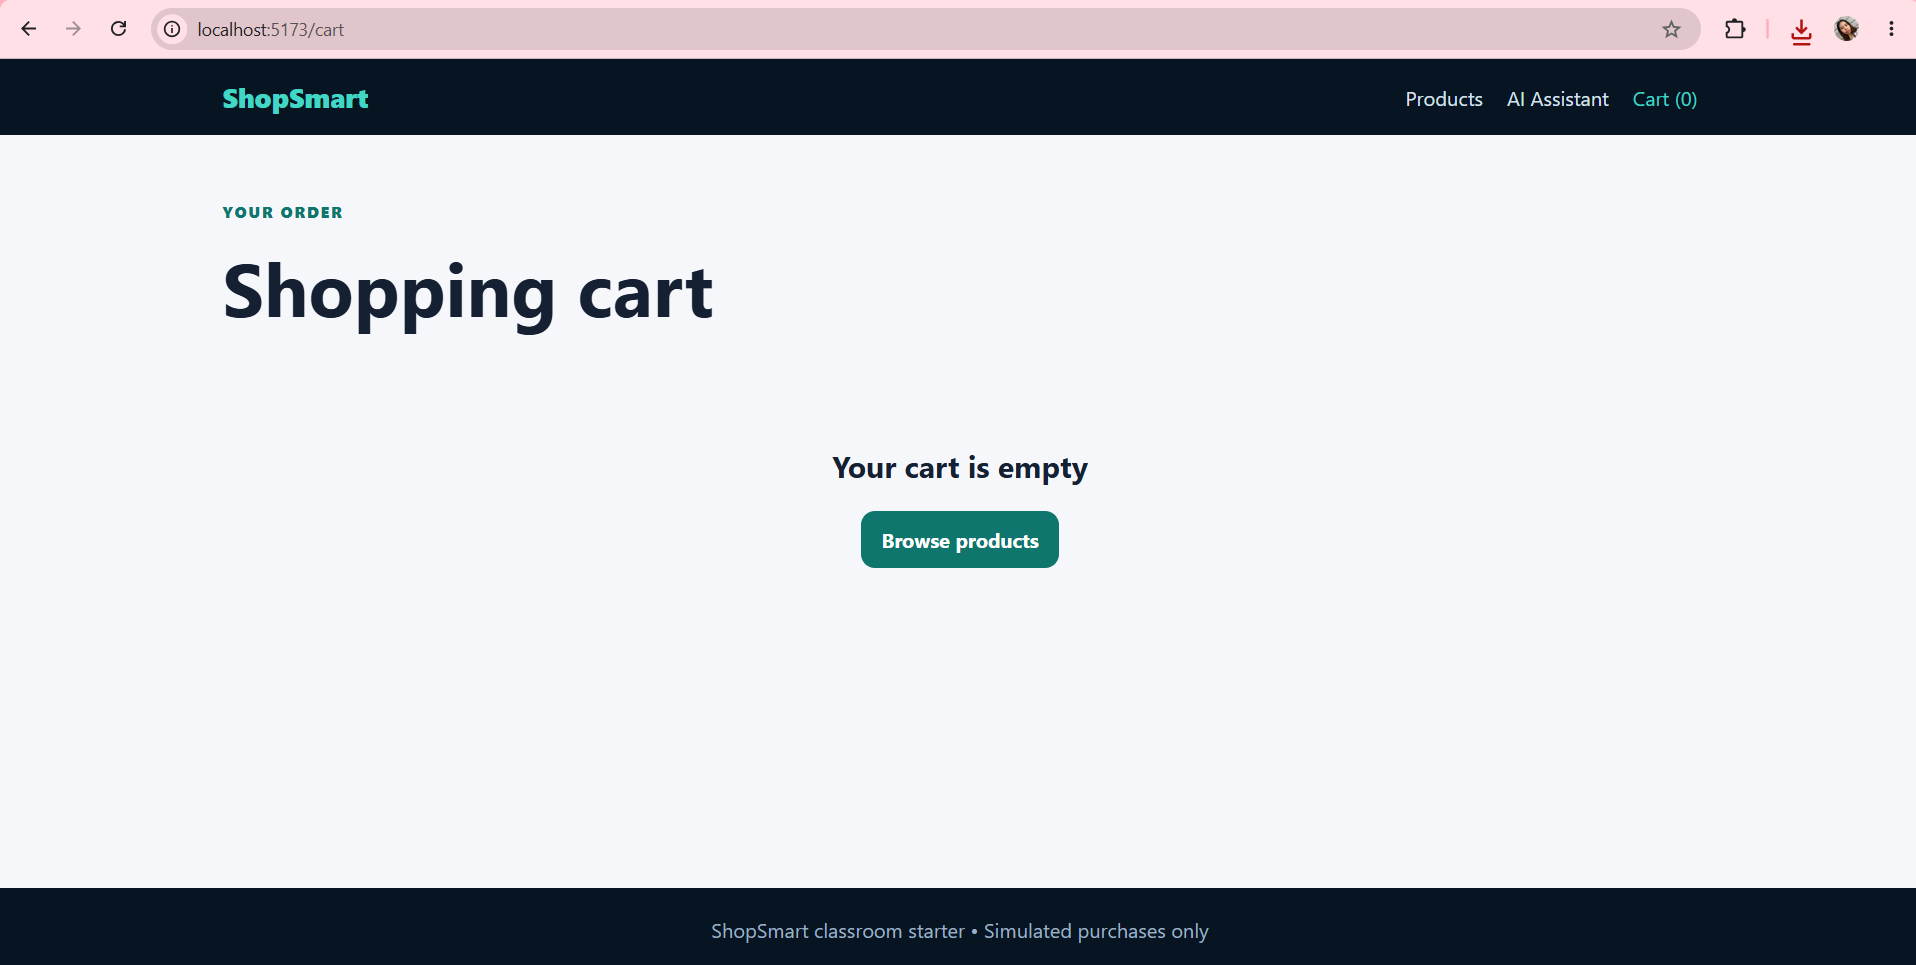 localhost:5173/cart
ShopSmart
Products AI Assistant Cart (0)
YOUR ORDER
Shopping cart
Your cart is empty
Browse products
ShopSmart classroom starter • Simulated purchases only